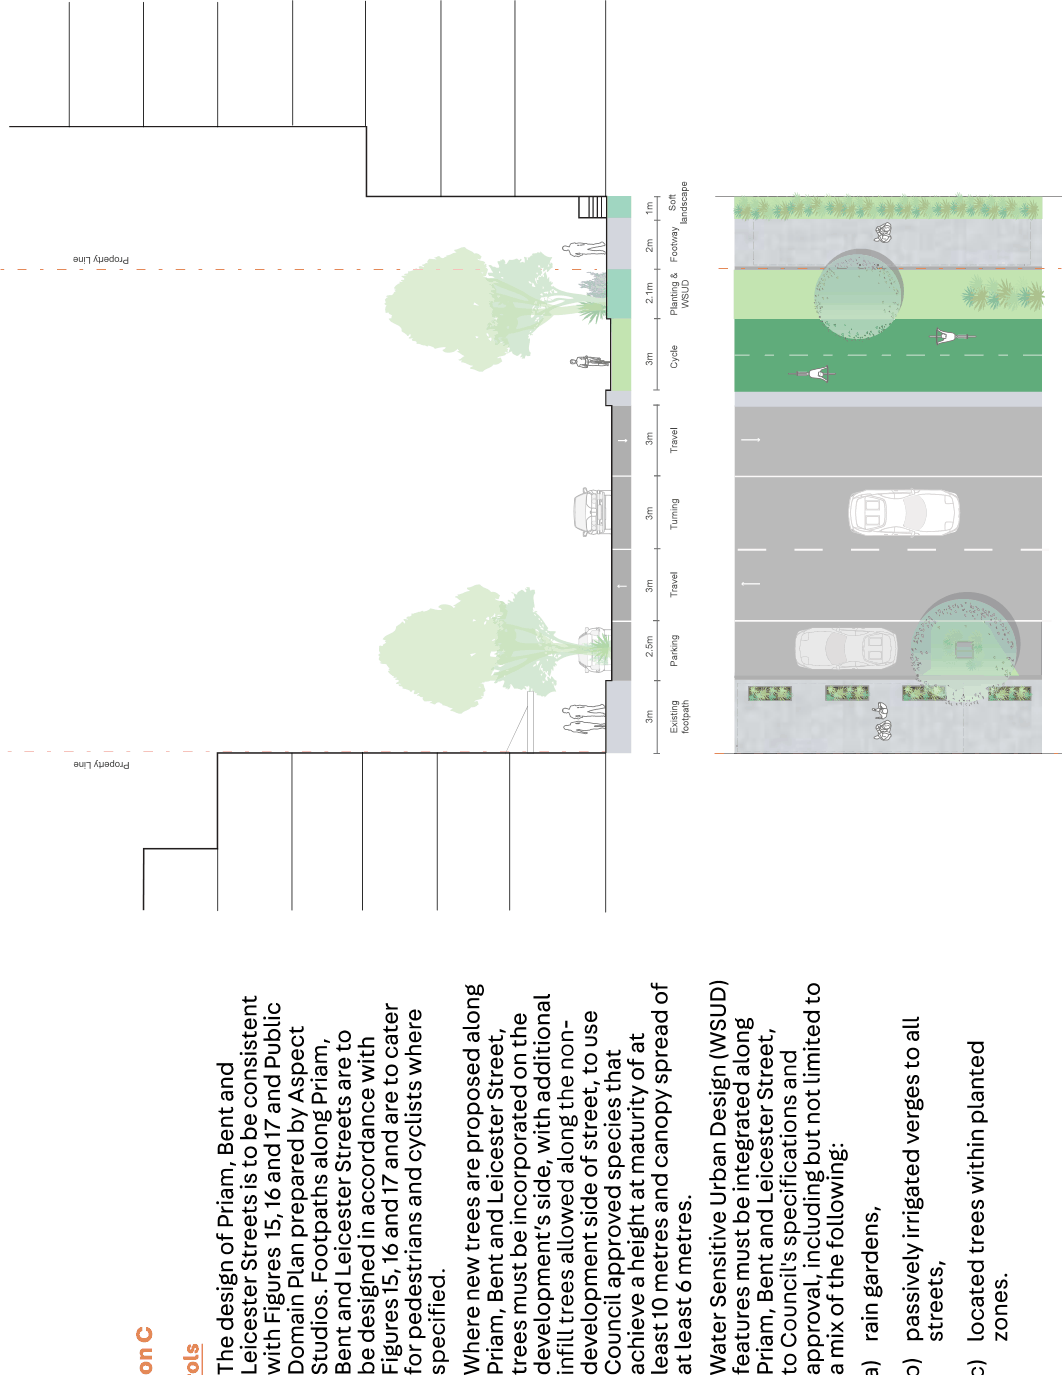 on C
ols
The design of Priam, Bent and
Leicester Streets is to be consistent
with Figures 15, 16 and 17 and Public
Domain Plan prepared by Aspect
Studios. Footpaths along Priam,
Bent and Leicester Streets are to
be designed in accordance with
Figures 15, 16 and 17 and are to cater
for pedestrians and cyclists where
specified.
Where new trees are proposed along
Priam, Bent and Leicester Street,
trees must be incorporated on the
development's side, with additional
infill trees allowed along the non-
development side of street, to use
Council approved species that
achieve a height at maturity of at
least 10 metres and canopy spread of
at least 6 metres.
Water Sensitive Urban Design (WSUD)
features must be integrated along
Priam, Bent and Leicester Street,
to Council's specifications and
approval, including but not limited to
a mix of the following:
a) rain gardens,
b) passively irrigated verges to all
streets,
c) located trees within planted
zones.
Property Line
Property Line
3m
2.5m
3m
3m
3m
3m
2.1m
2m
1m
Existing
footpath
Parking
Travel
Turning
Travel
Cycle
Planting &
WSUD
Footway
Soft
landscape